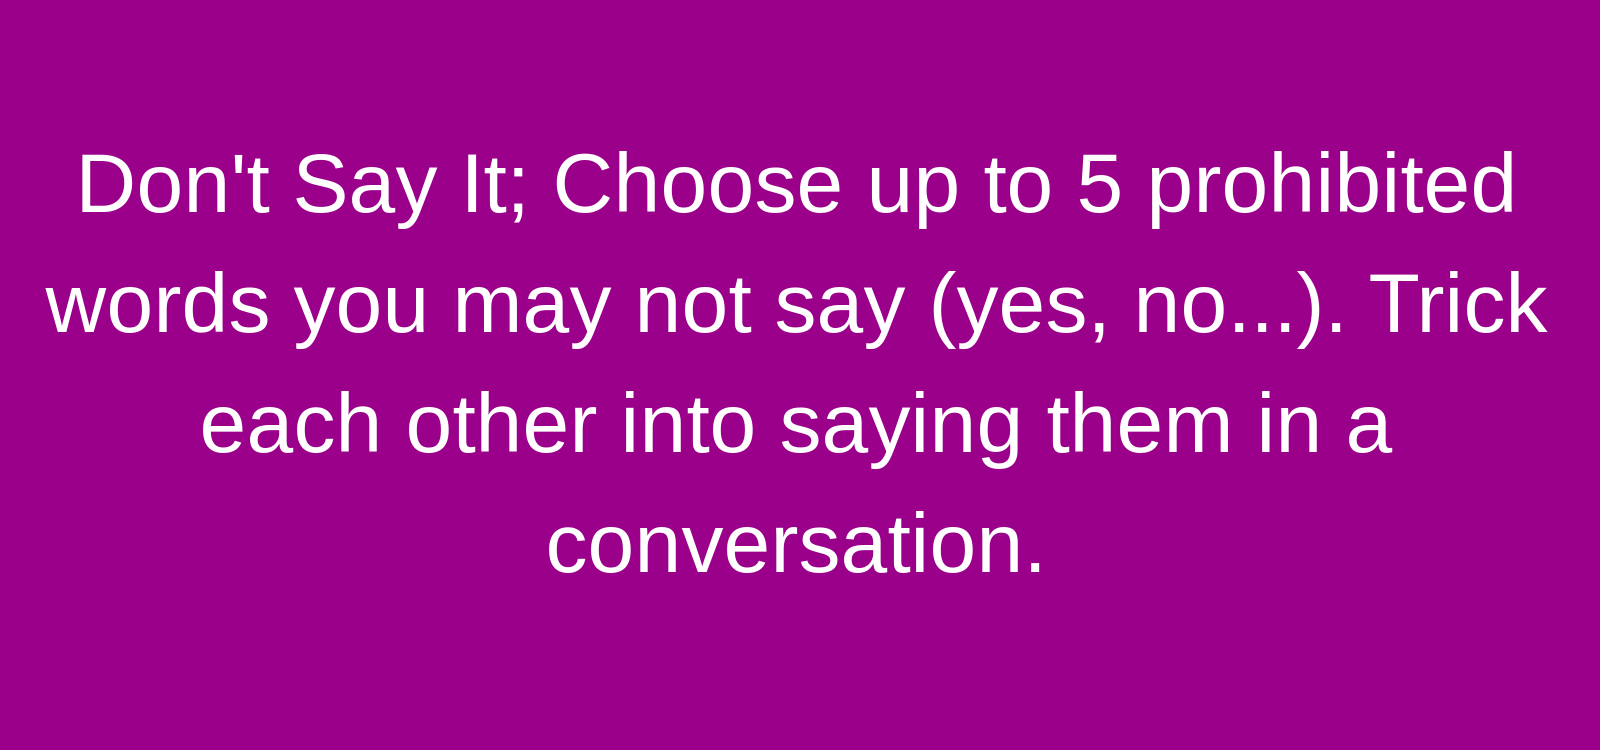 Don't Say It; Choose up to 5 prohibited
words you may not say (yes, no...). Trick
each other into saying them in a
conversation.